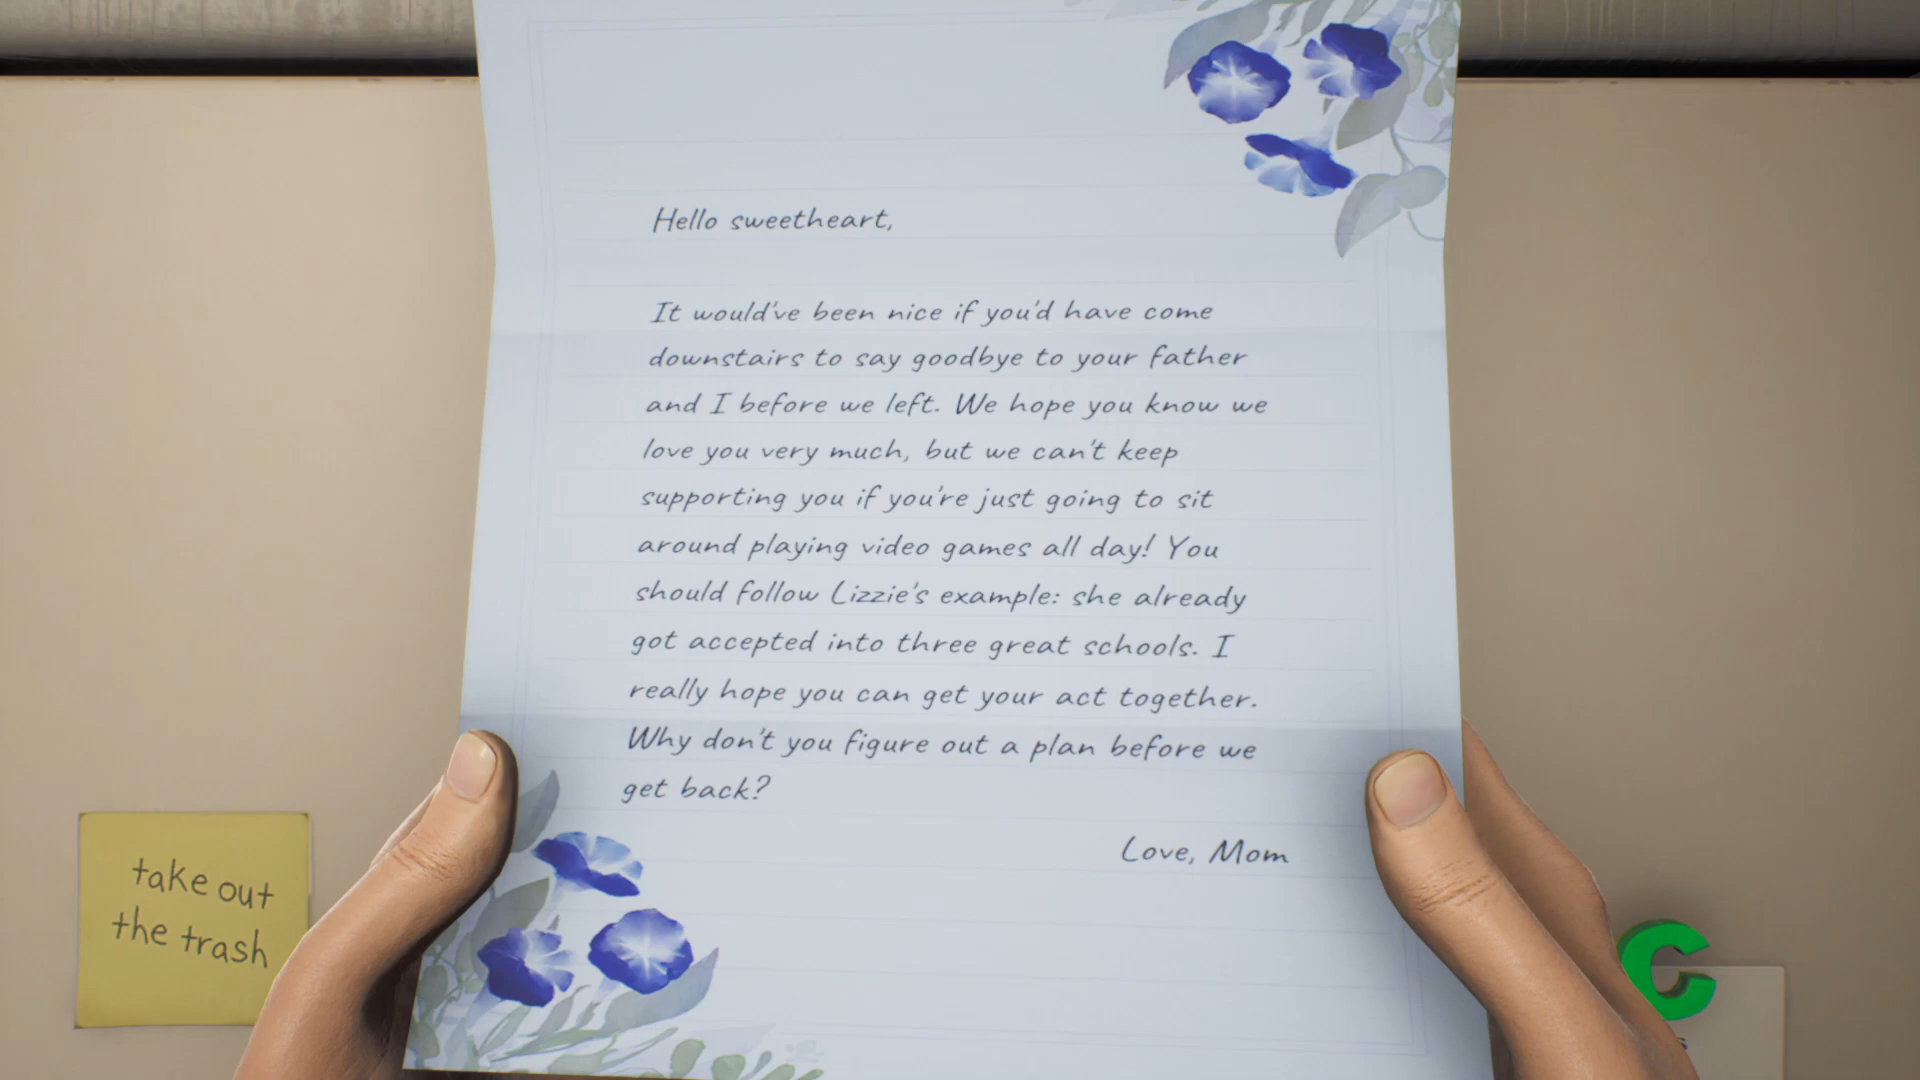 Hello sweetheart,
It would've been nice if you'd have come
downstairs to say goodbye to your father
and I before we left. We hope you know we
love you very much, but we can't keep
supporting you if you're just going to sit
around playing video games all day! You
should follow Lizzie's example: she already
got accepted into three great schools. I
really hope you can get your act together.
Why don't you figure out a plan before we
get back?
Love, Mom
take out
the trash
C